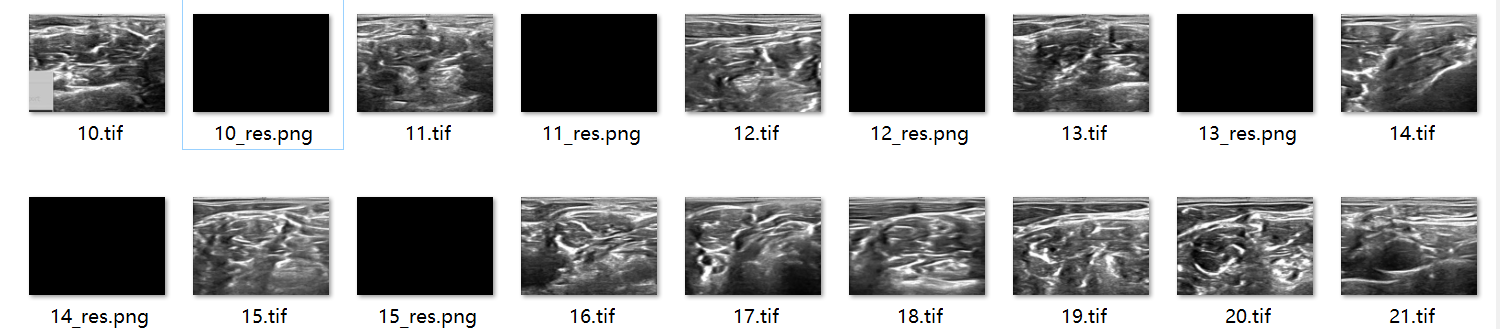 10.tif
10_res.png
11.tif
11_res.png
12.tif
12_res.png
13.tif
13_res.png
14.tif
14_res.png
15.tif
15_res.png
16.tif
17.tif
18.tif
19.tif
20.tif
21.tif